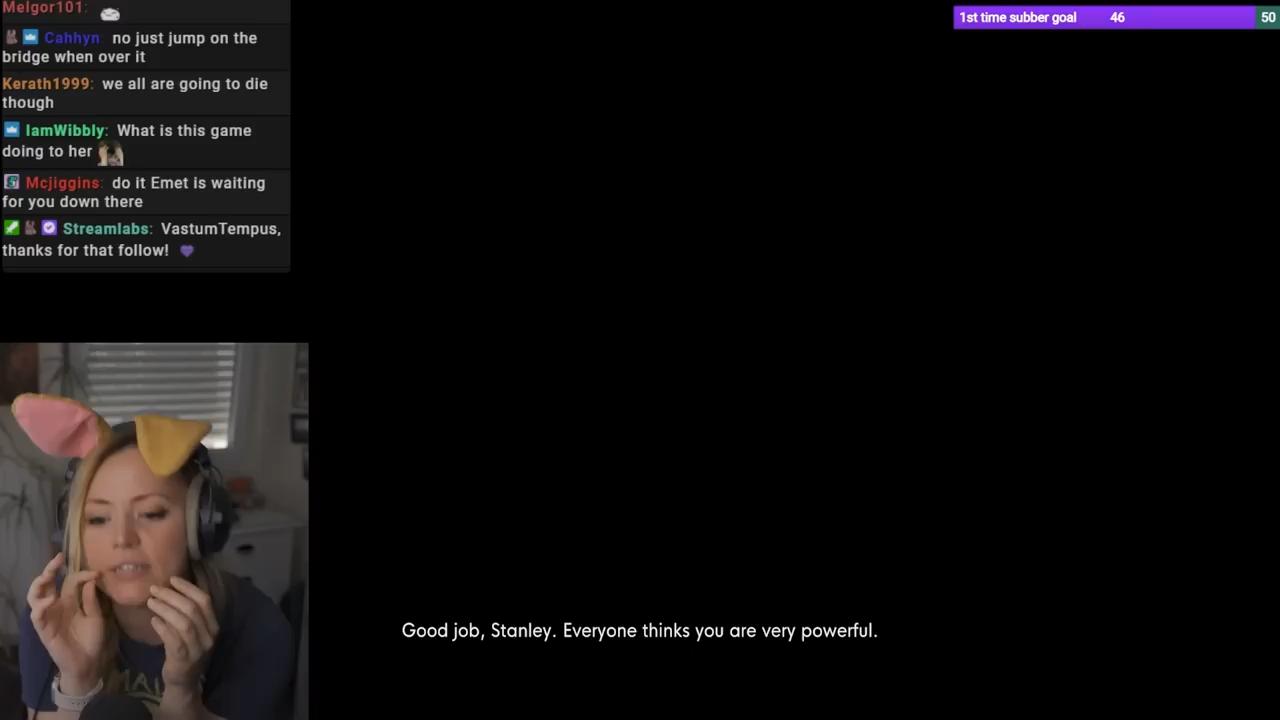 Melgor101:
Cahhyn: no just jump on the
bridge when over it
Kerath1999: we all are going to die
though
IamWibbly: What is this game
doing to her
Mcjiggins: do it Emet is waiting
for you down there
Streamlabs: VastumTempus,
thanks for that follow!
1st time subber goal 46 50
Good job, Stanley. Everyone thinks you are very powerful.